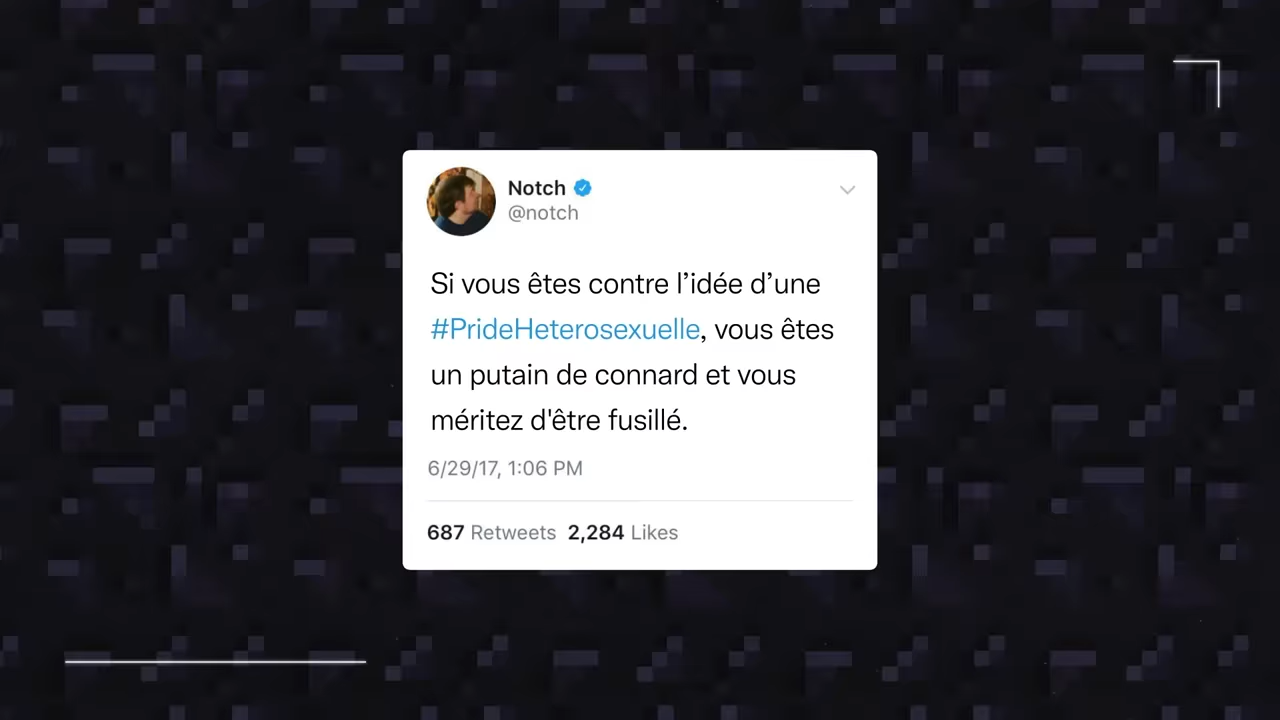 Notch
@notch
Si vous êtes contre l’idée d’une
#PrideHeterosexuelle, vous êtes
un putain de connard et vous
méritez d'être fusillé.
6/29/17, 1:06 PM
687 Retweets 2,284 Likes